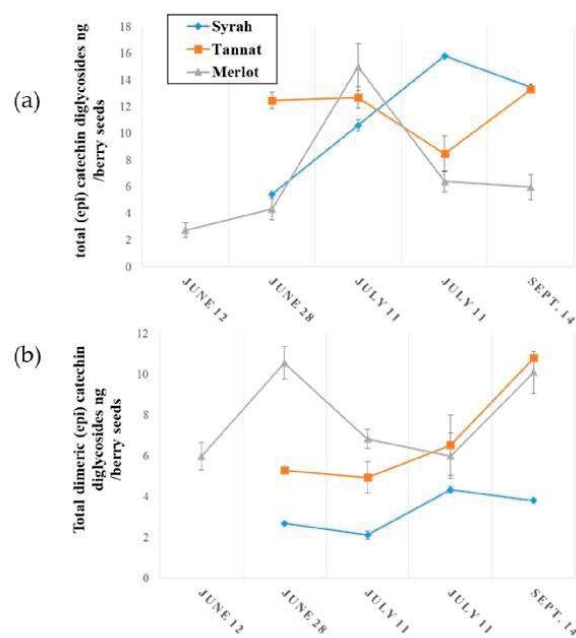 (a)
total (epi) catechin diglycosides ng
/berry seeds
18
16
14
12
10
8
6
4
2
0
Syrah
Tannat
Merlot
JUNE 12
JUNE 28
JULY 11
JULY 11
SEPT. 14
(b)
Total dimeric (epi) catechin
diglycosides ng
/berry seeds
12
10
8
6
4
2
0
JUNE 12
JUNE 28
JULY 11
JULY 11
SEPT. 14